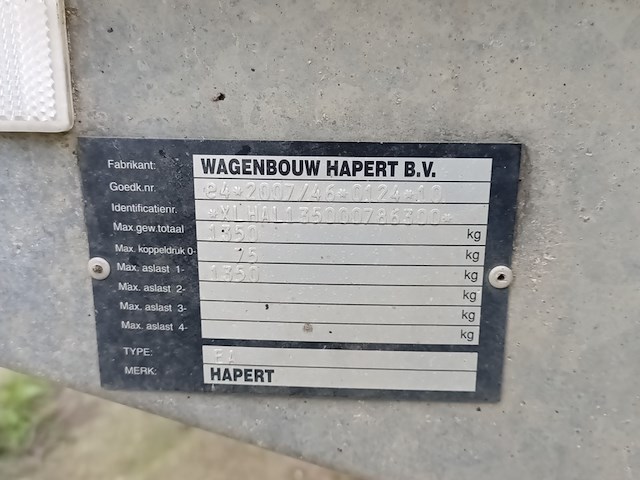 Fabrikant: WAGENBOUW HAPERT B.V.
Goedk.nr. e4*2007/46*0124*10
Identificatienr. *XLHAL135000786300*
Max.gew.totaal 1350 kg
Max. koppeldruk 0- 75 kg
Max. aslast 1- 1350 kg
Max. aslast 2- kg
Max. aslast 3- kg
Max. aslast 4- kg
TYPE:
MERK: HAPERT